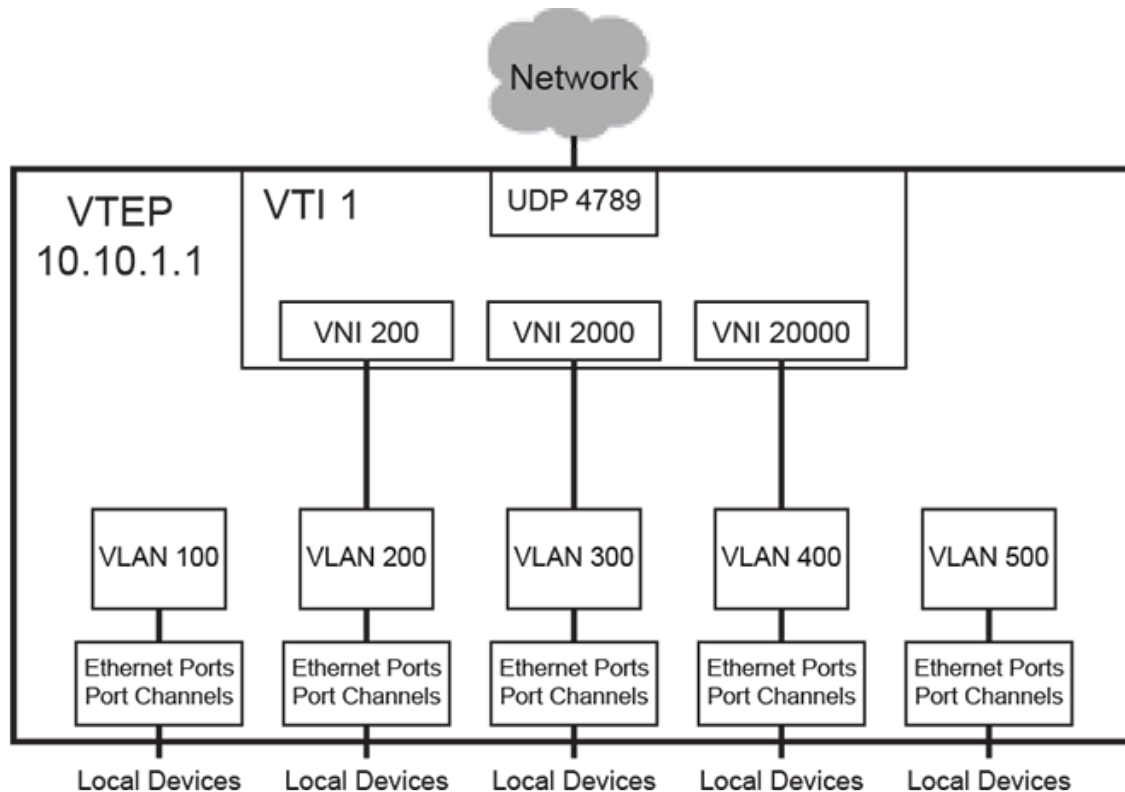 Network
VTEP
10.10.1.1
VTI 1
UDP 4789
VNI 200
VNI 2000
VNI 20000
VLAN 100
VLAN 200
VLAN 300
VLAN 400
VLAN 500
Ethernet Ports
Port Channels
Ethernet Ports
Port Channels
Ethernet Ports
Port Channels
Ethernet Ports
Port Channels
Ethernet Ports
Port Channels
Local Devices
Local Devices
Local Devices
Local Devices
Local Devices